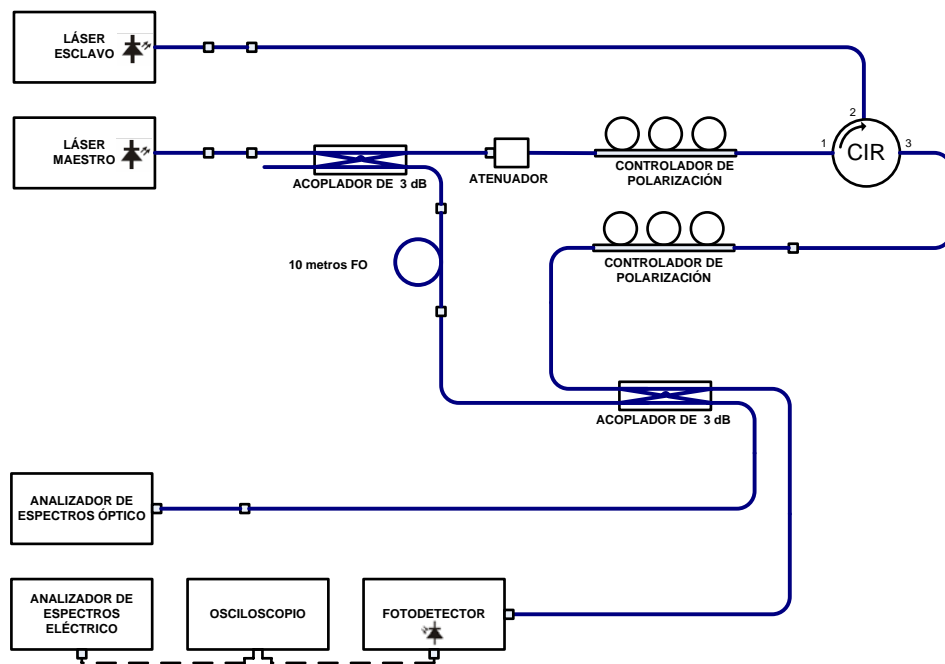 LÁSER
ESCLAVO
LÁSER
MAESTRO
ACOPLADOR DE 3 dB
ATENUADOR
CONTROLADOR DE
POLARIZACIÓN
1
2
3
CIR
10 metros FO
CONTROLADOR DE
POLARIZACIÓN
ACOPLADOR DE 3 dB
ANALIZADOR DE
ESPECTROS ÓPTICO
ANALIZADOR DE
ESPECTROS
ELÉCTRICO
OSCILOSCOPIO
FOTODETECTOR